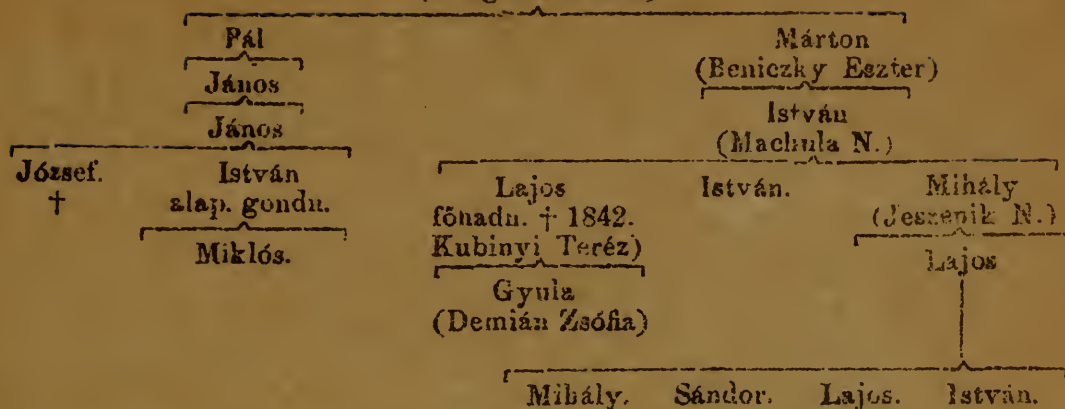 Pál Márton
(Beniczky Eszter)
János
István
János (Machula N.)
József. István Lajos István. Mihály
† alap. gondn. főhadn. † 1842. (Jeszenik N.)
Miklós. Kubinyi Teréz) Lajos
Gyula
(Demián Zsófia)
Mihály. Sándor. Lajos. István.